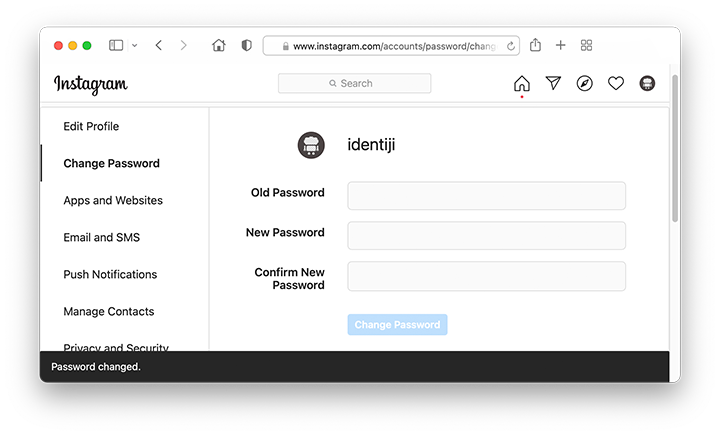 www.instagram.com/accounts/password/chang
Instagram
Search
Edit Profile
identiji
Change Password
Old Password
Apps and Websites
New Password
Email and SMS
Confirm New
Password
Push Notifications
Manage Contacts
Change Password
Privacy and Security
Password changed.